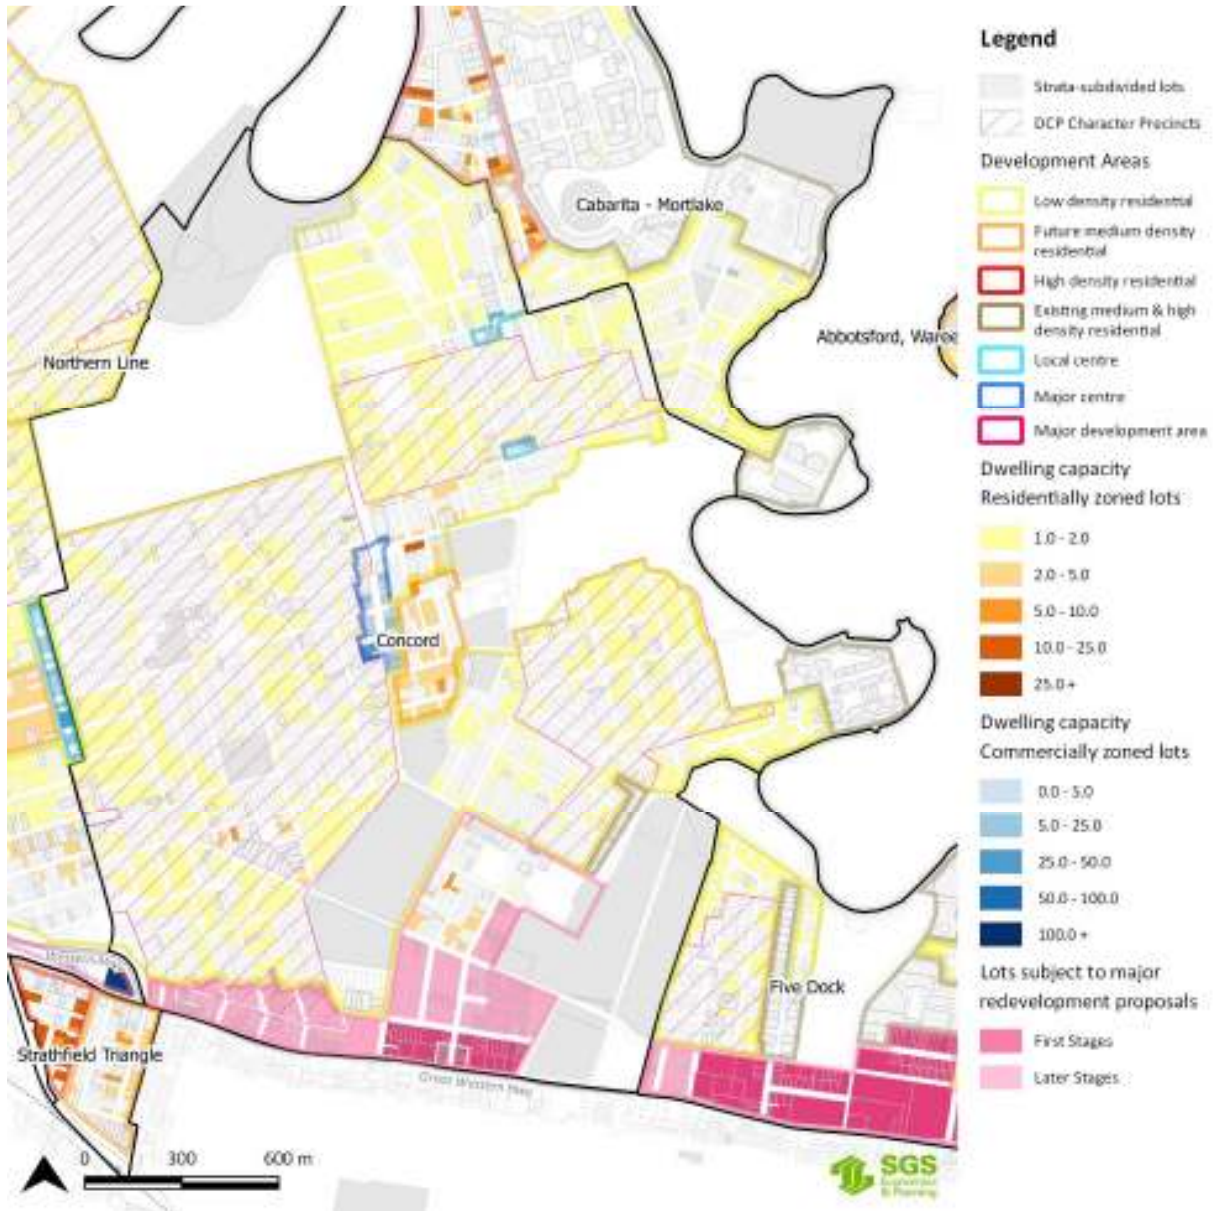 Legend
Strata-subdivided lots
DCP Character Precincts
Development Areas
Low density residential
Future medium density
residential
High density residential
Existing medium & high
density residential
Local centre
Major centre
Major development area
Dwelling capacity
Residentially zoned lots
1.0 - 2.0
2.0 - 5.0
5.0 - 10.0
10.0 - 25.0
25.0 +
Dwelling capacity
Commercially zoned lots
0.0 - 5.0
5.0 - 25.0
25.0 - 50.0
50.0 - 100.0
100.0 +
Lots subject to major
redevelopment proposals
First Stages
Later Stages
Cabarita - Mortlake
Abbotsford, Waree
Northern Line
Concord
Five Dock
Strathfield Triangle
Great Western Hwy
0 300 600 m
SGS
Economics
& Planning